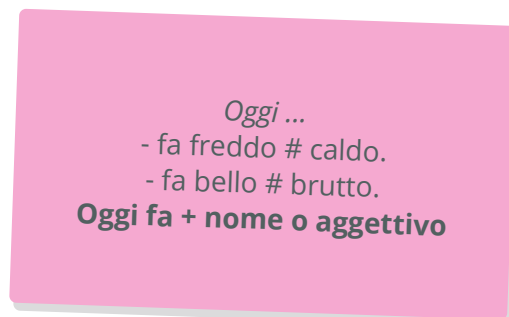 Oggi ...
- fa freddo # caldo.
- fa bello # brutto.
Oggi fa + nome o aggettivo